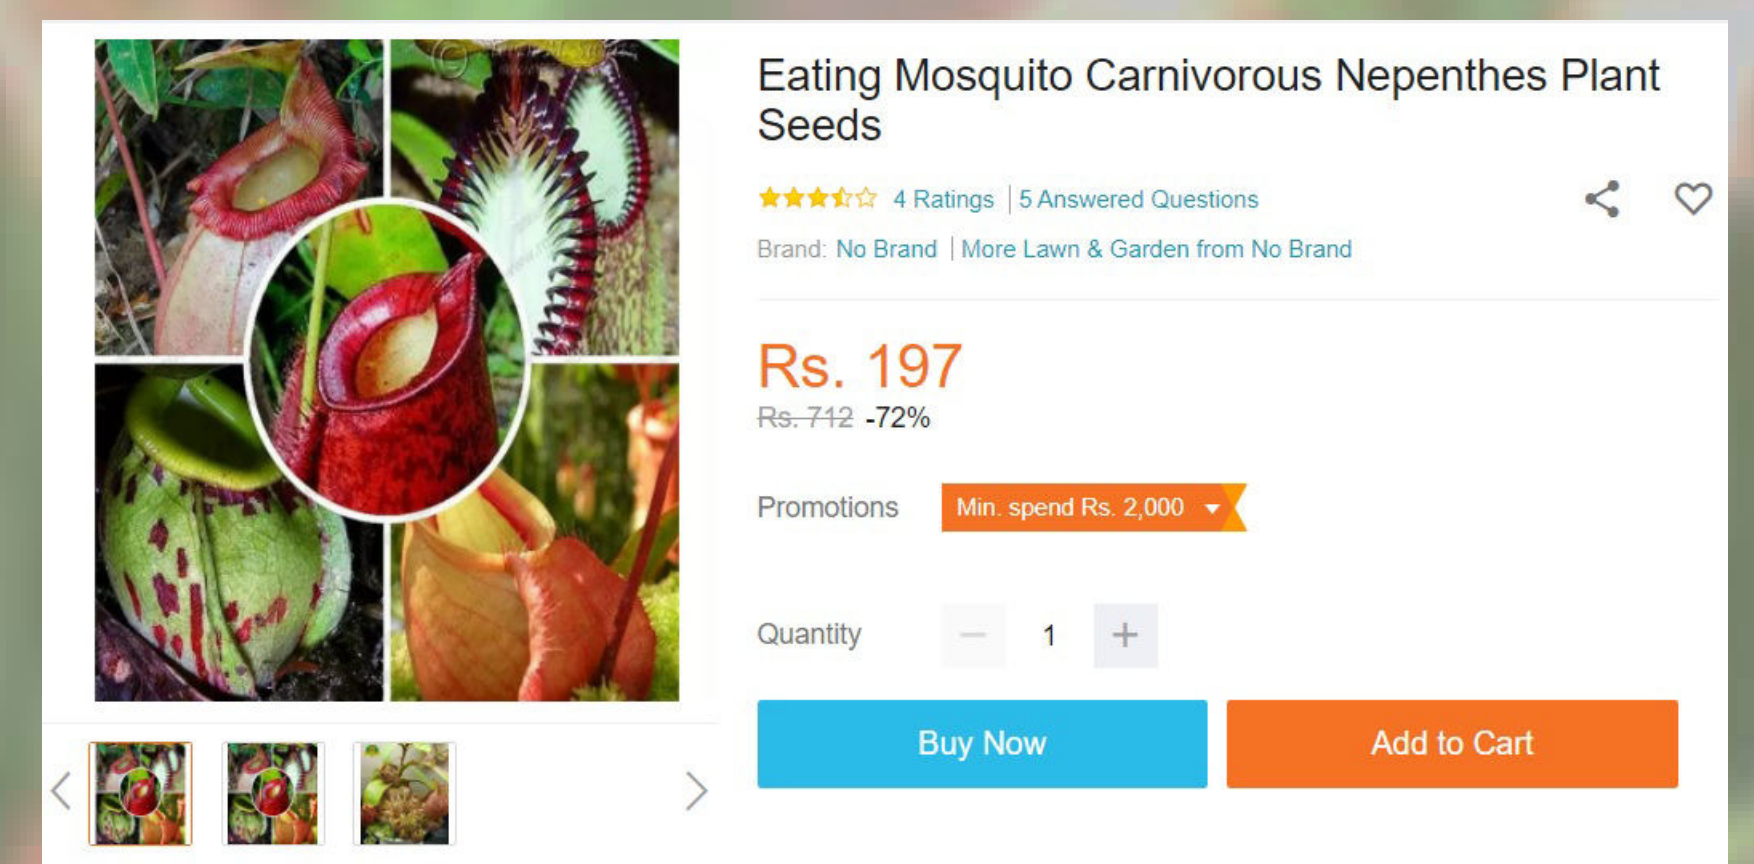 Eating Mosquito Carnivorous Nepenthes Plant
Seeds
4 Ratings | 5 Answered Questions
Brand: No Brand | More Lawn & Garden from No Brand
Rs. 197
Rs. 712 -72%
Promotions Min. spend Rs. 2,000
Quantity − 1 +
Buy Now Add to Cart